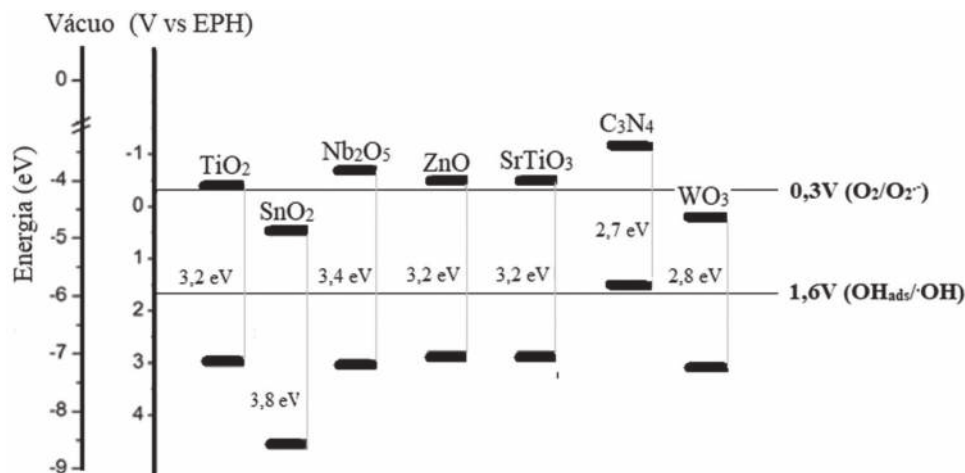 Vácuo (V vs EPH)
Energia (eV)
0
-4
-5
-6
-7
-8
-9
-1
0
1
2
3
4
TiO₂
SnO₂
Nb₂O₅
ZnO
SrTiO₃
C₃N₄
WO₃
3,2 eV
3,8 eV
3,4 eV
3,2 eV
3,2 eV
2,7 eV
2,8 eV
0,3V (O₂/O₂·⁻)
1,6V (OHads/·OH)